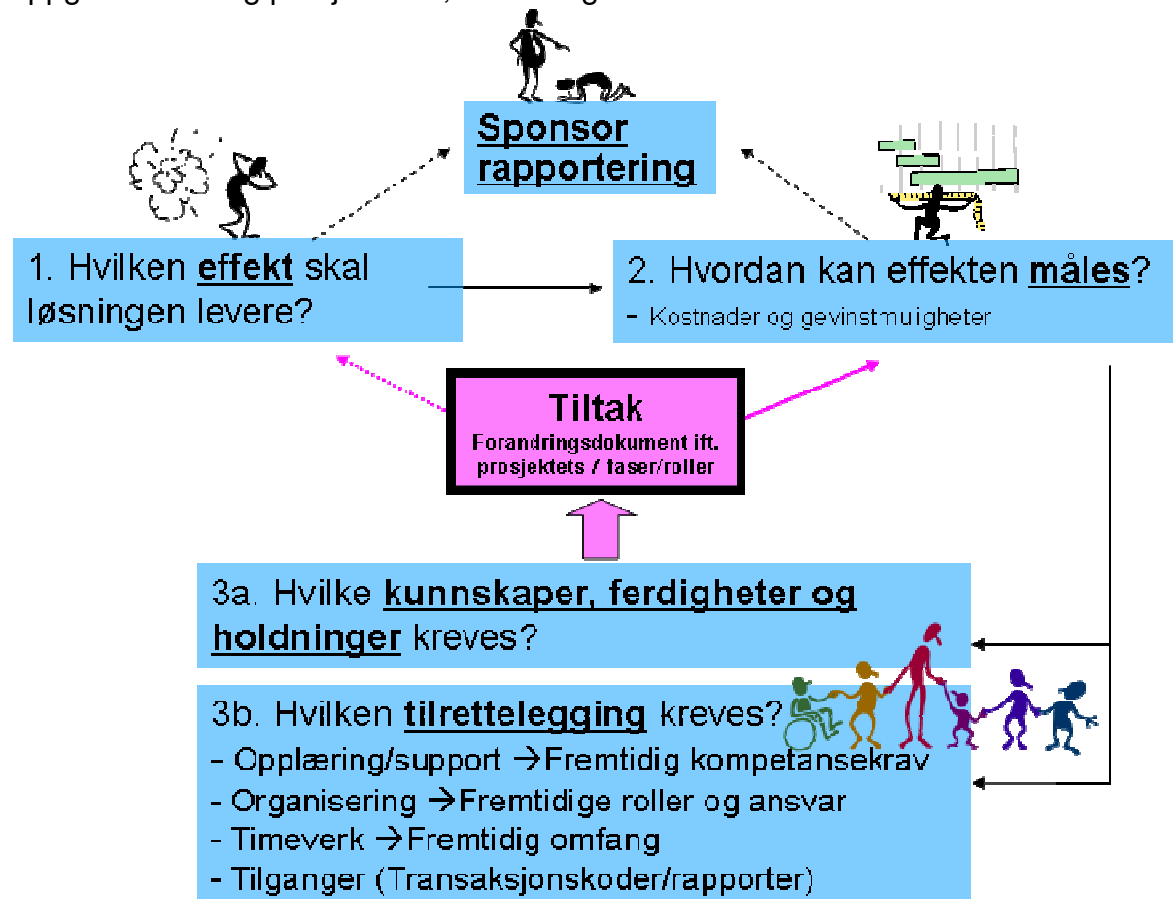 Sponsor
rapportering
1. Hvilken effekt skal
løsningen levere?
2. Hvordan kan effekten måles?
- Kostnader og gevinstmuligheter
Tiltak
Forandringsdokument ift.
prosjektets / faser/roller
3a. Hvilke kunnskaper, ferdigheter og
holdninger kreves?
3b. Hvilken tilrettelegging kreves?
- Opplæring/support →Fremtidig kompetansekrav
- Organisering →Fremtidige roller og ansvar
- Timeverk →Fremtidig omfang
- Tilganger (Transaksjonskoder/rapporter)